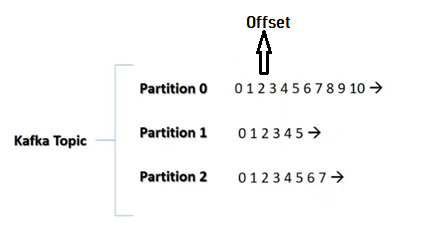 Offset
Partition 0 0 1 2 3 4 5 6 7 8 9 10 →
Partition 1 0 1 2 3 4 5 →
Kafka Topic
Partition 2 0 1 2 3 4 5 6 7 →